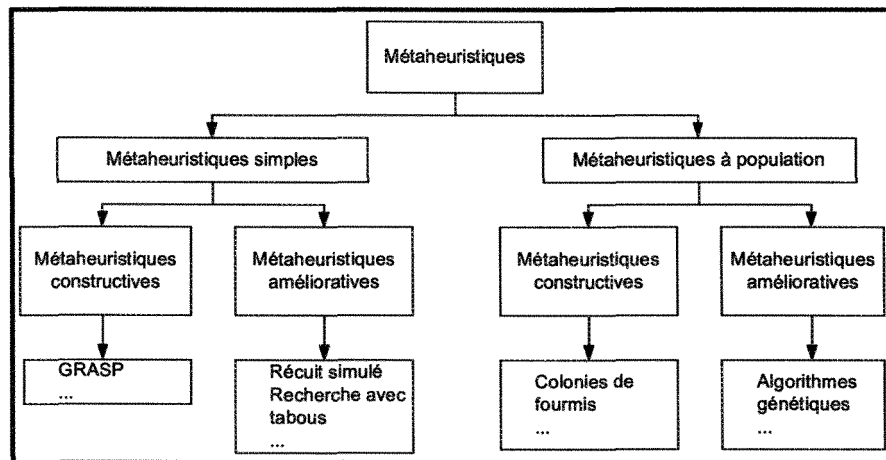 Métaheuristiques
Métaheuristiques simples
Métaheuristiques à population
Métaheuristiques
constructives
Métaheuristiques
amélioratives
Métaheuristiques
constructives
Métaheuristiques
amélioratives
GRASP
...
Récuit simulé
Recherche avec
tabous
...
Colonies de
fourmis
...
Algorithmes
génétiques
...